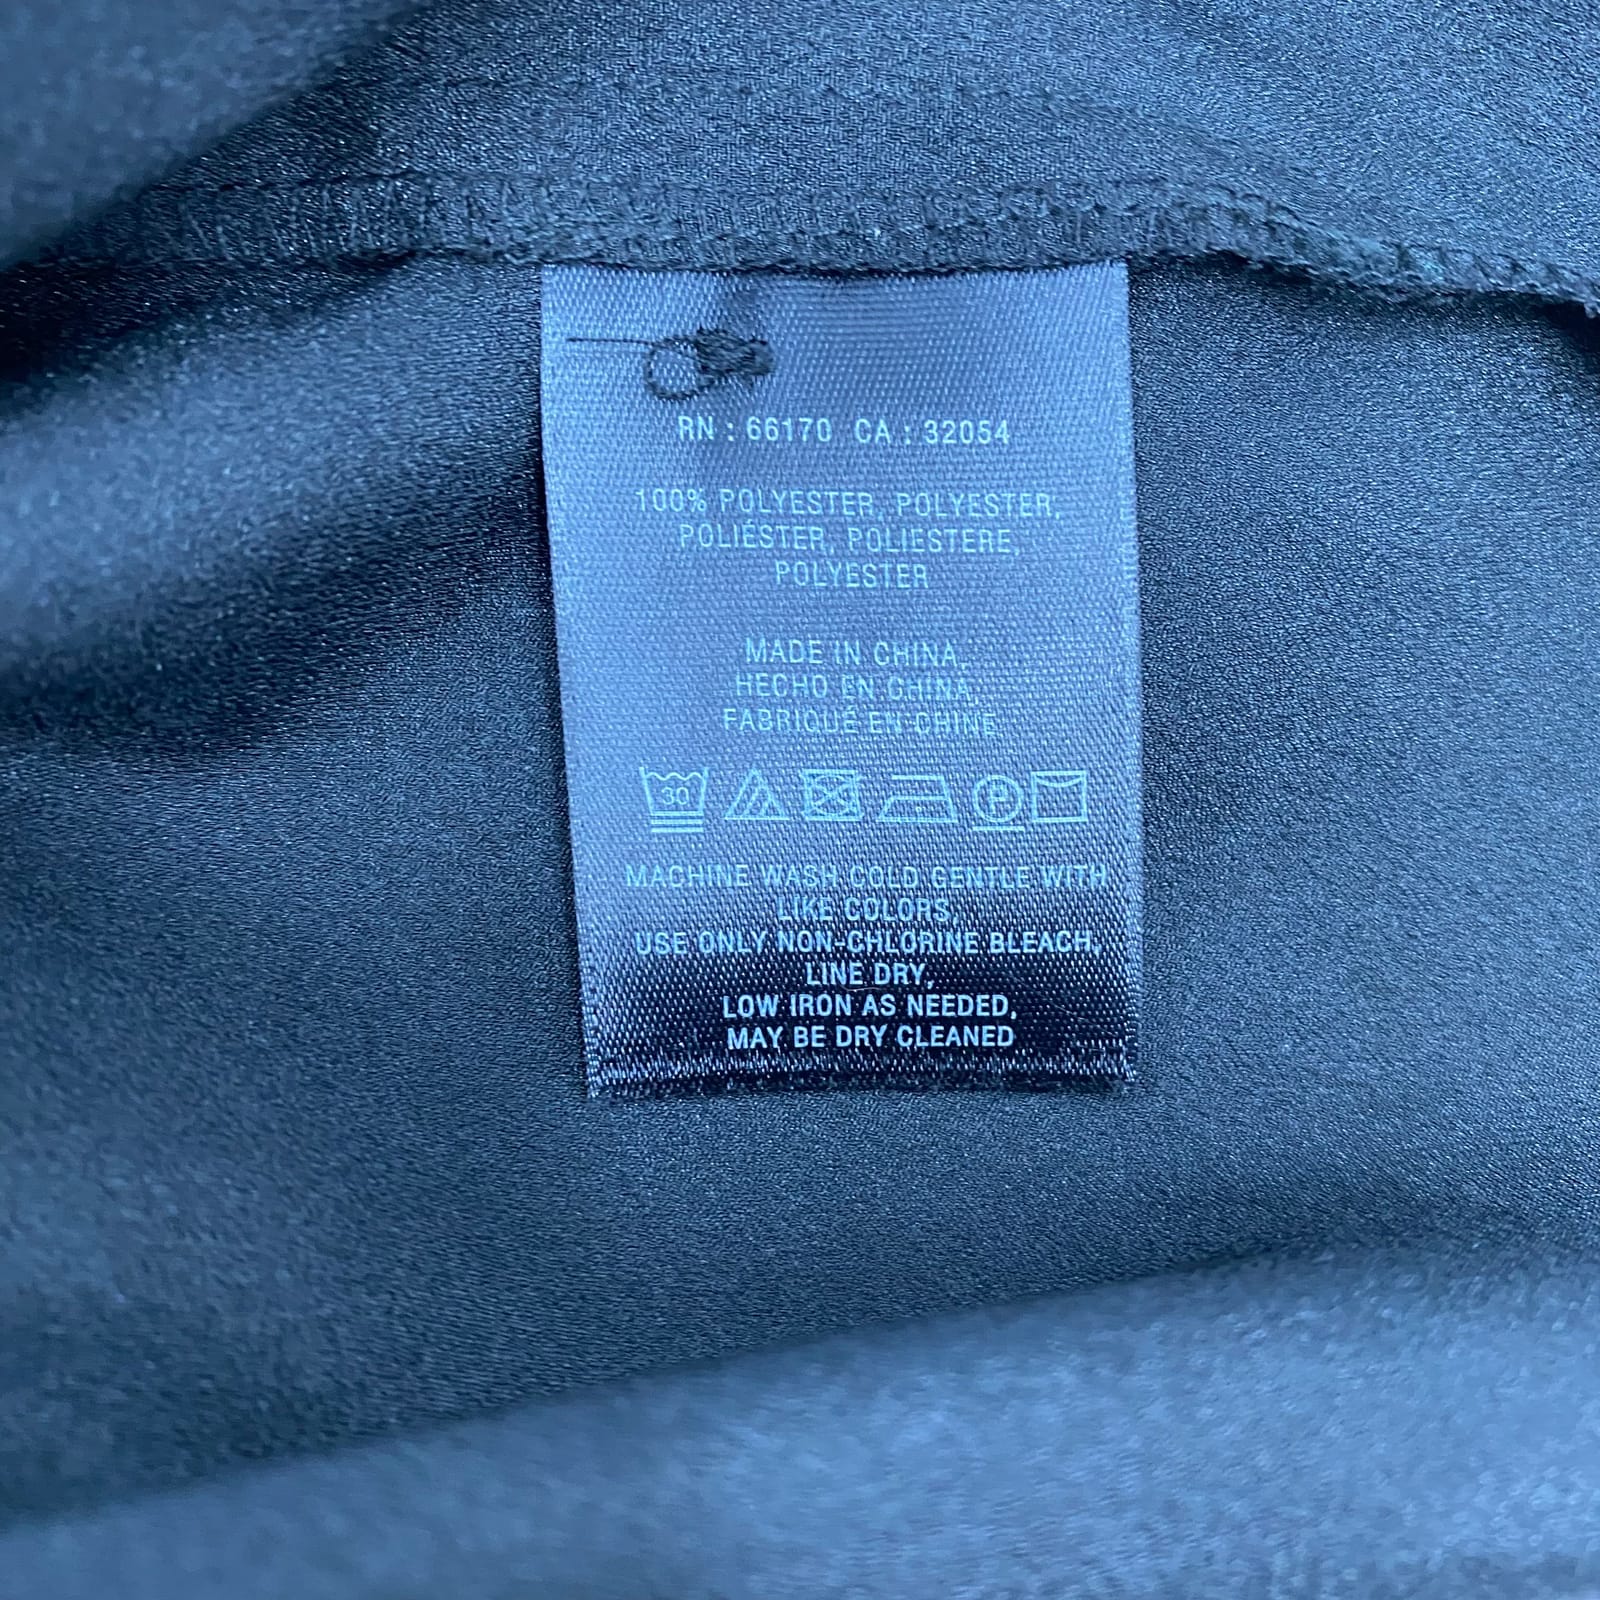 RN : 66170 CA : 32054
100% POLYESTER, POLYESTER,
POLIÉSTER, POLIESTERE,
POLYESTER
MADE IN CHINA,
HECHO EN CHINA,
FABRIQUÉ EN CHINE
30 P
MACHINE WASH COLD GENTLE WITH
LIKE COLORS,
USE ONLY NON-CHLORINE BLEACH,
LINE DRY,
LOW IRON AS NEEDED,
MAY BE DRY CLEANED